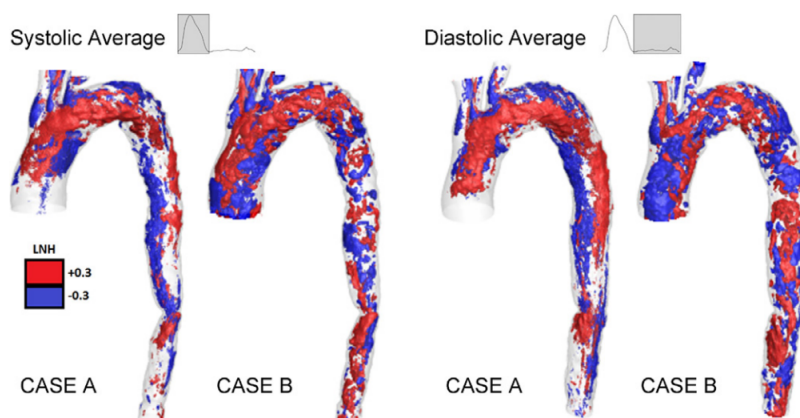 Systolic Average
Diastolic Average
LNH
+0.3
-0.3
CASE A
CASE B
CASE A
CASE B